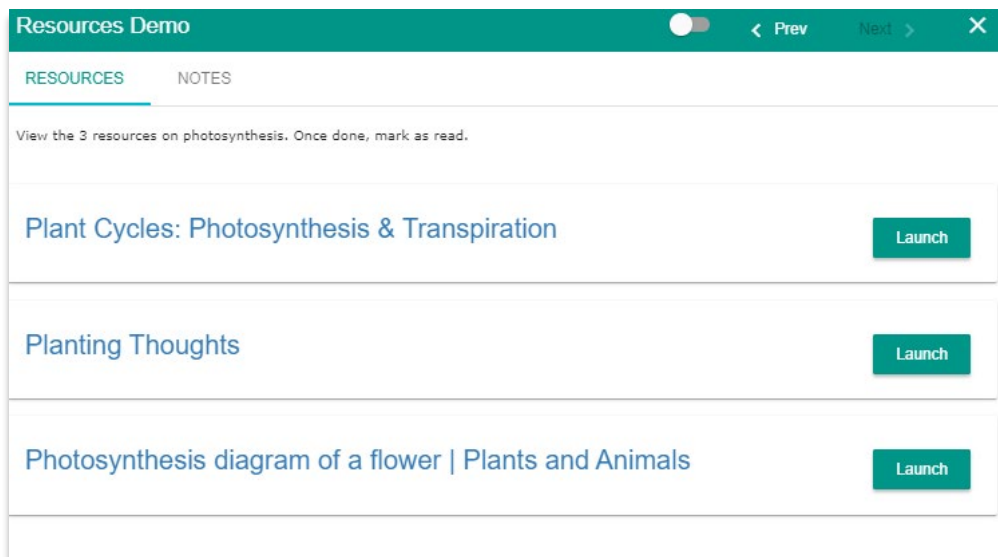 Resources Demo
Prev
Next
RESOURCES
NOTES
View the 3 resources on photosynthesis. Once done, mark as read.
Plant Cycles: Photosynthesis & Transpiration
Launch
Planting Thoughts
Launch
Photosynthesis diagram of a flower | Plants and Animals
Launch